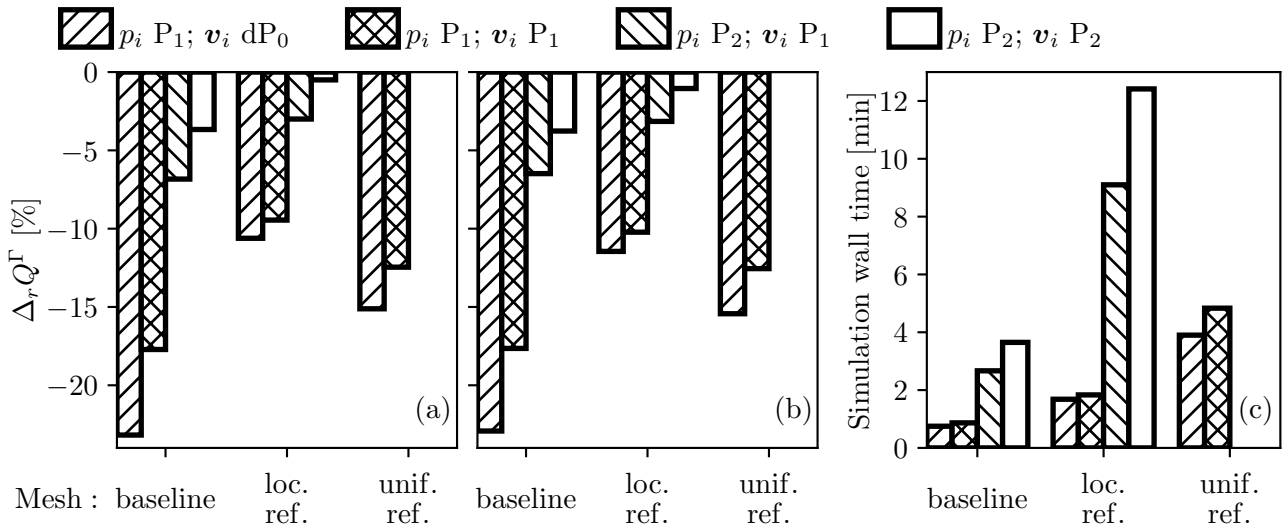 p_i P_1; v_i dP_0 p_i P_1; v_i P_1 p_i P_2; v_i P_1 p_i P_2; v_i P_2
Δ_r Q^Γ [%]
0
−5
−10
−15
−20
(a)
(b)
Simulation wall time [min]
12
10
8
6
4
2
0
(c)
Mesh : baseline loc. ref. unif. ref. baseline loc. ref. unif. ref. baseline loc. ref. unif. ref.